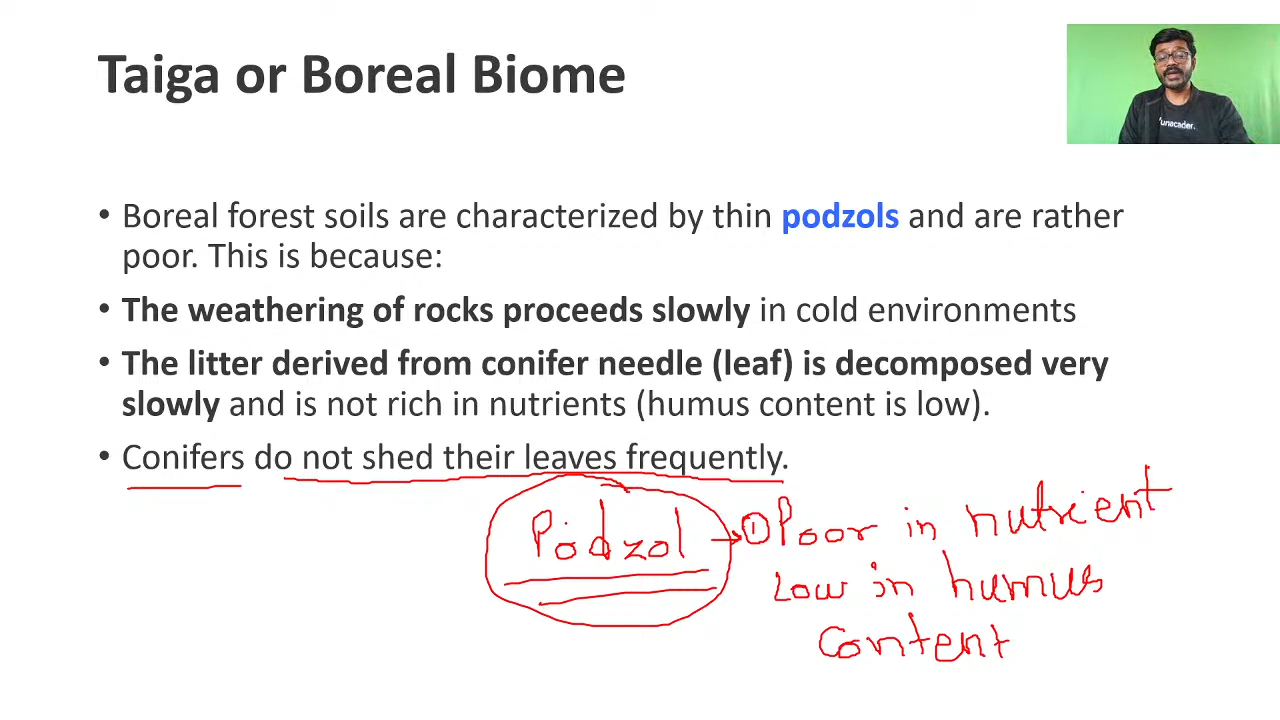 Taiga or Boreal Biome
unacader.
• Boreal forest soils are characterized by thin podzols and are rather
poor. This is because:
• The weathering of rocks proceeds slowly in cold environments
• The litter derived from conifer needle (leaf) is decomposed very
slowly and is not rich in nutrients (humus content is low).
• Conifers do not shed their leaves frequently.
Podzol → ① Poor in nutrient
Low in humus
Content